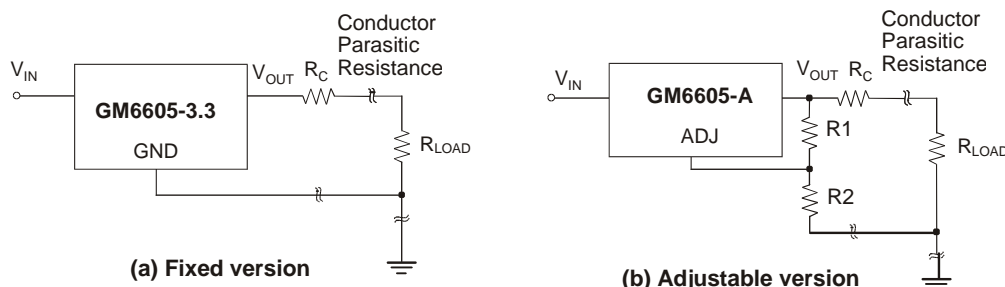 Conductor
Parasitic
Resistance
V_IN
V_OUT
R_C
GM6605-3.3
GND
R_LOAD
(a) Fixed version
Conductor
Parasitic
Resistance
V_IN
V_OUT
R_C
GM6605-A
ADJ
R1
R2
R_LOAD
(b) Adjustable version